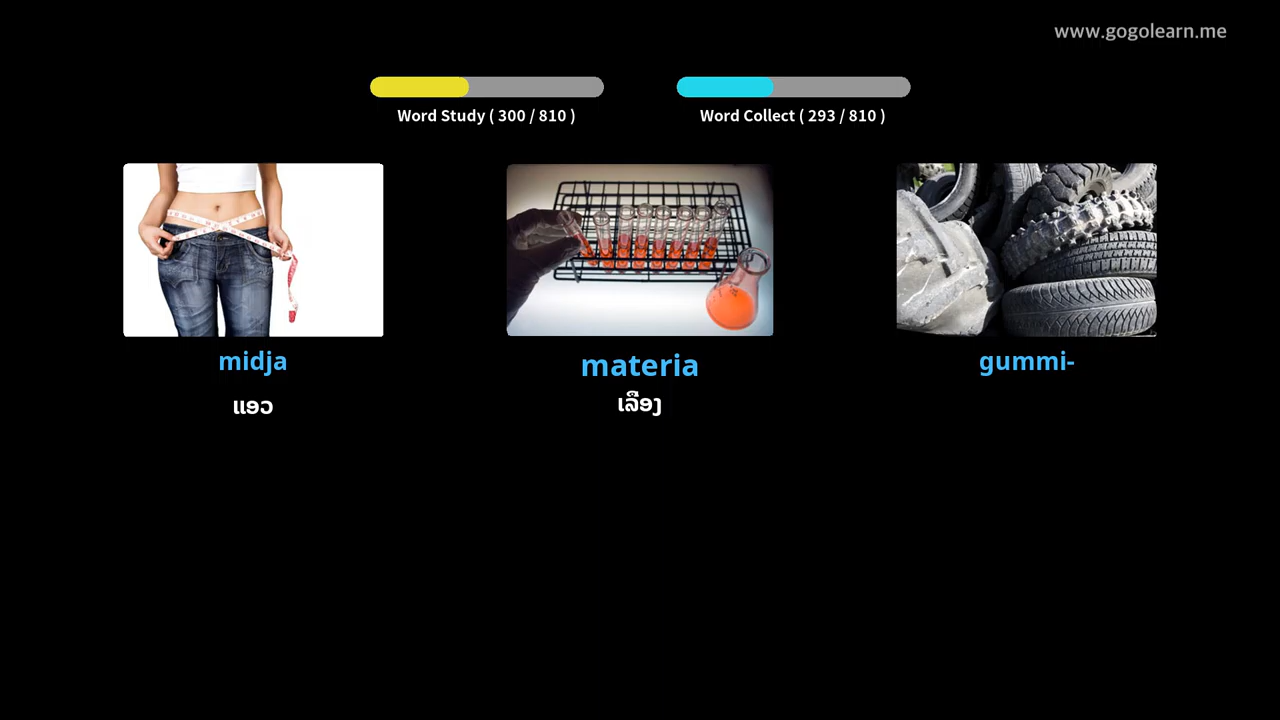 www.gogolearn.me
Word Study ( 300 / 810 )
Word Collect ( 293 / 810 )
midja
materia
gummi-
ແອວ
ເລື່ອງ